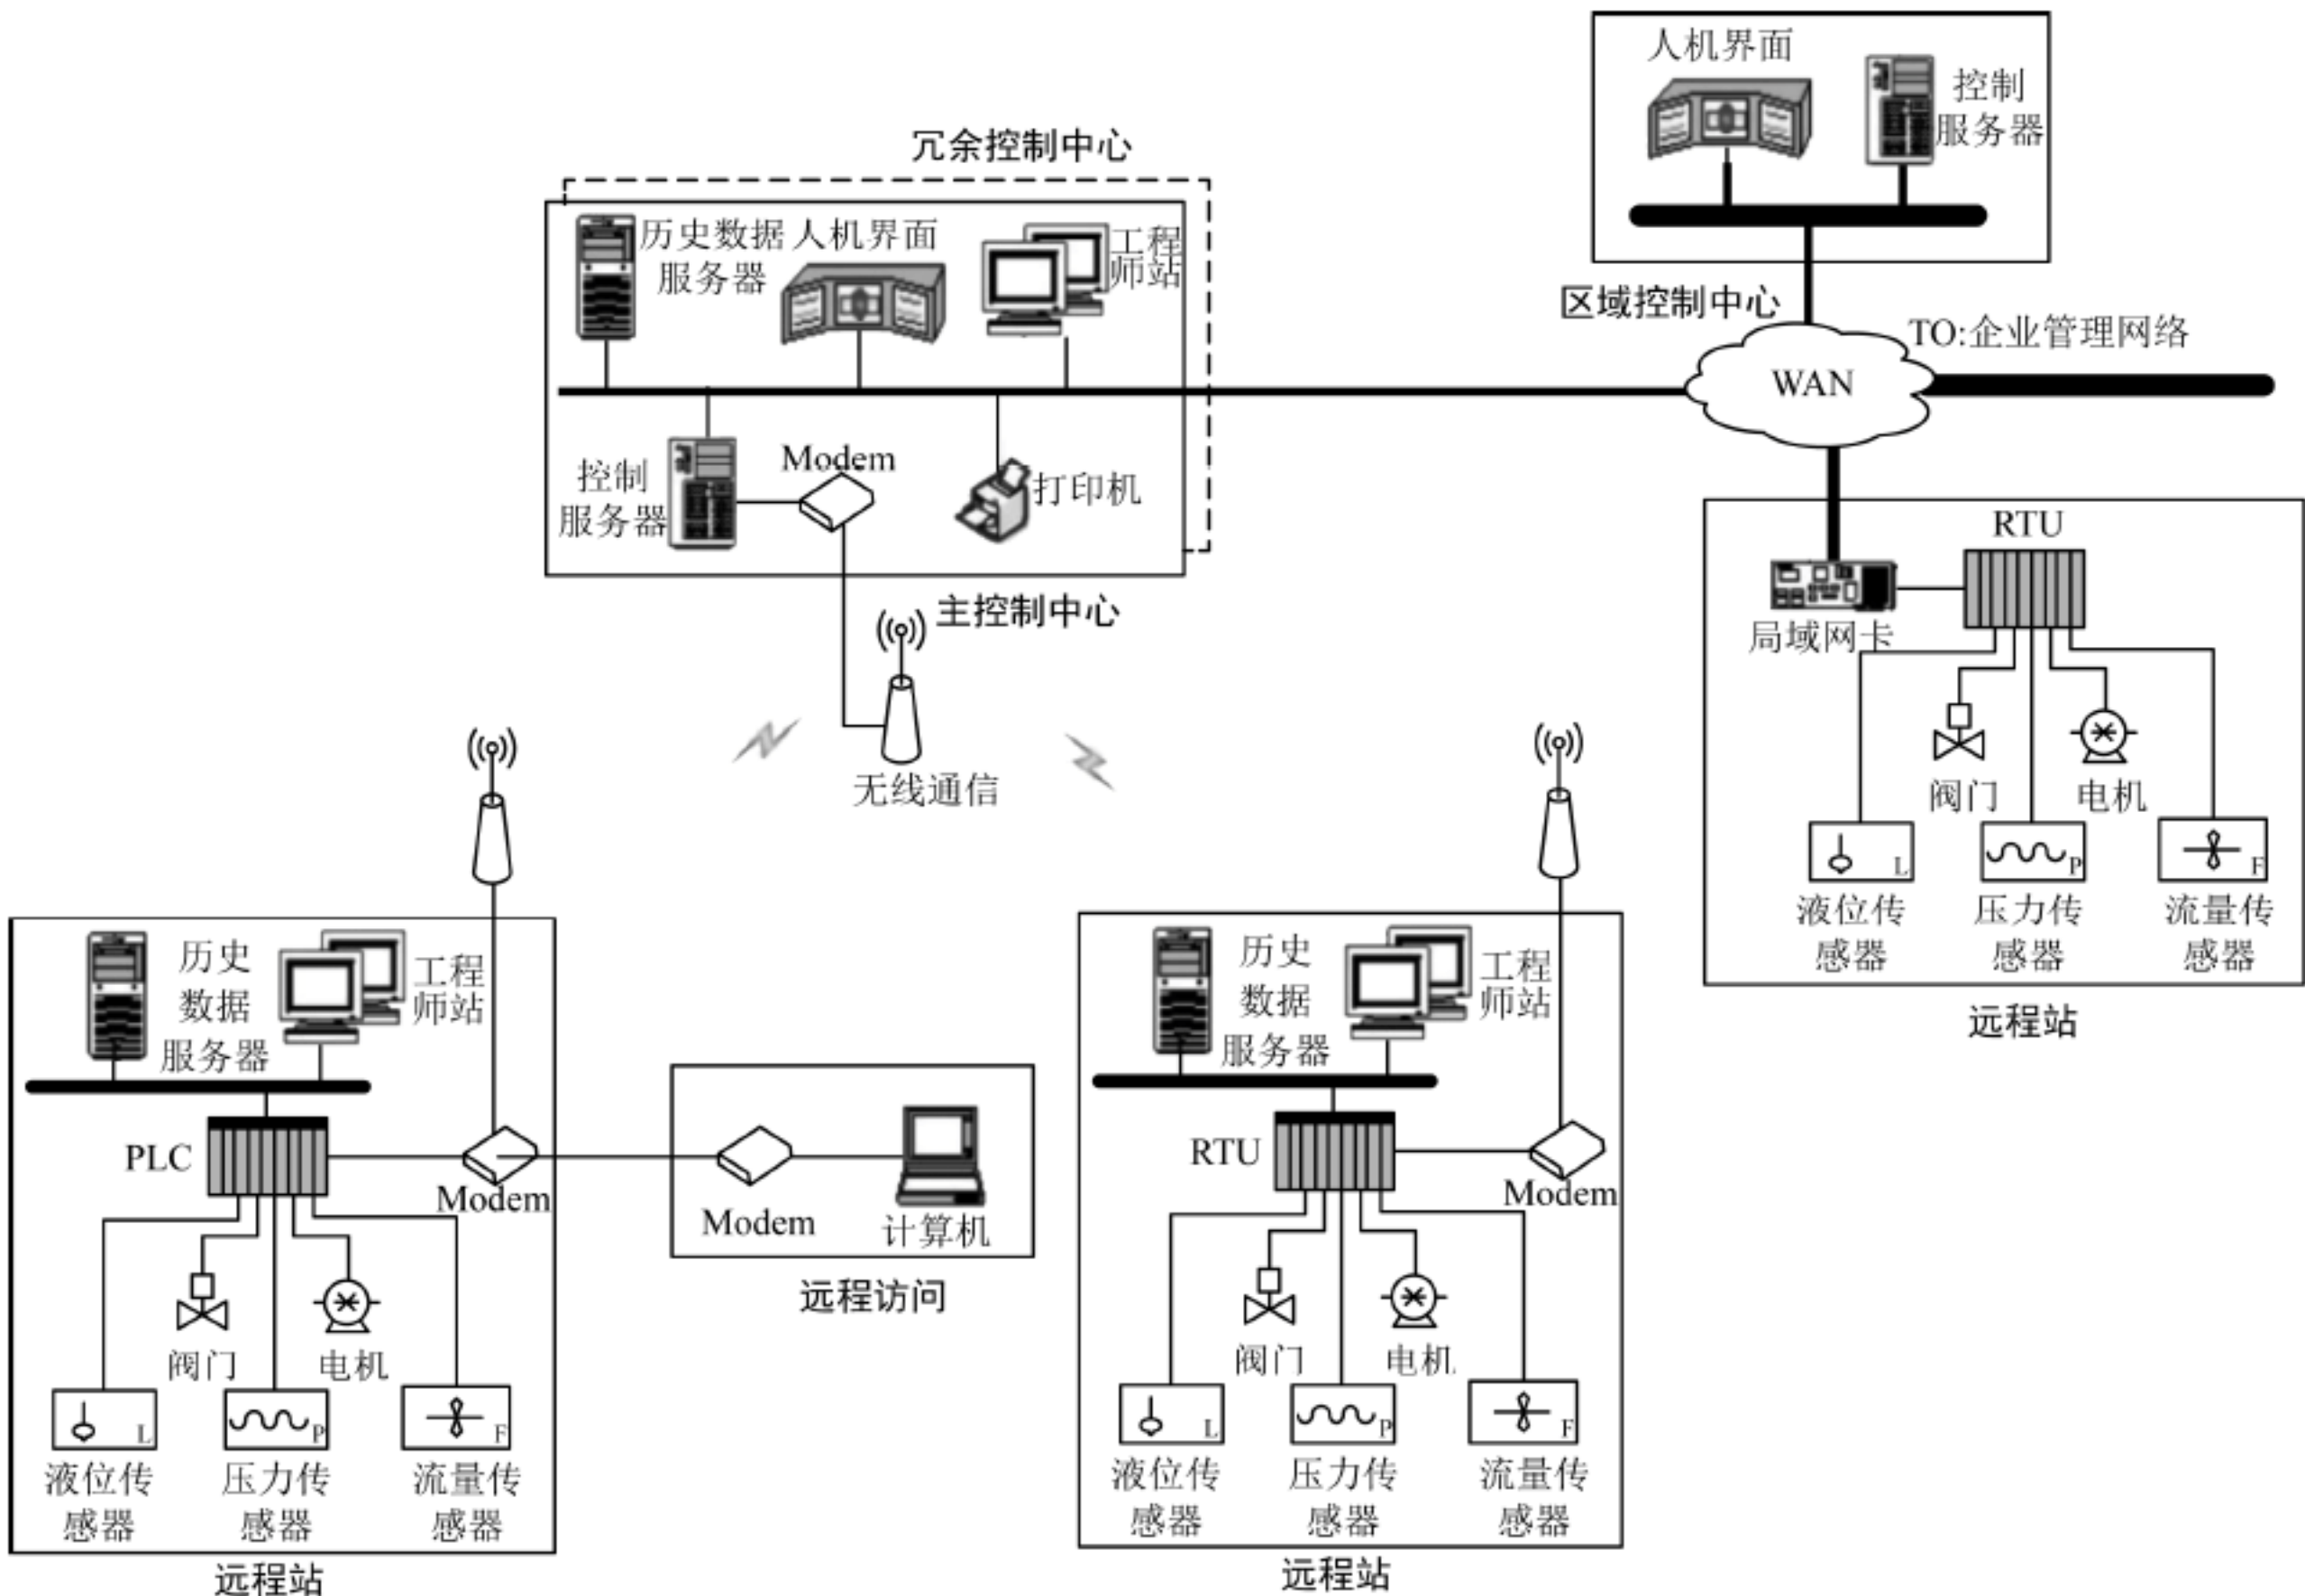 人机界面
控制
服务器
区域控制中心
冗余控制中心
历史数据
服务器
人机界面
工程
师站
控制
服务器
Modem
打印机
主控制中心
无线通信
TO:企业管理网络
WAN
RTU
局域网卡
阀门
电机
L
P
F
液位传
感器
压力传
感器
流量传
感器
远程站
历史
数据
服务器
工程
师站
PLC
Modem
阀门
电机
L
P
F
液位传
感器
压力传
感器
流量传
感器
远程站
Modem
计算机
远程访问
历史
数据
服务器
工程
师站
RTU
Modem
阀门
电机
L
P
F
液位传
感器
压力传
感器
流量传
感器
远程站